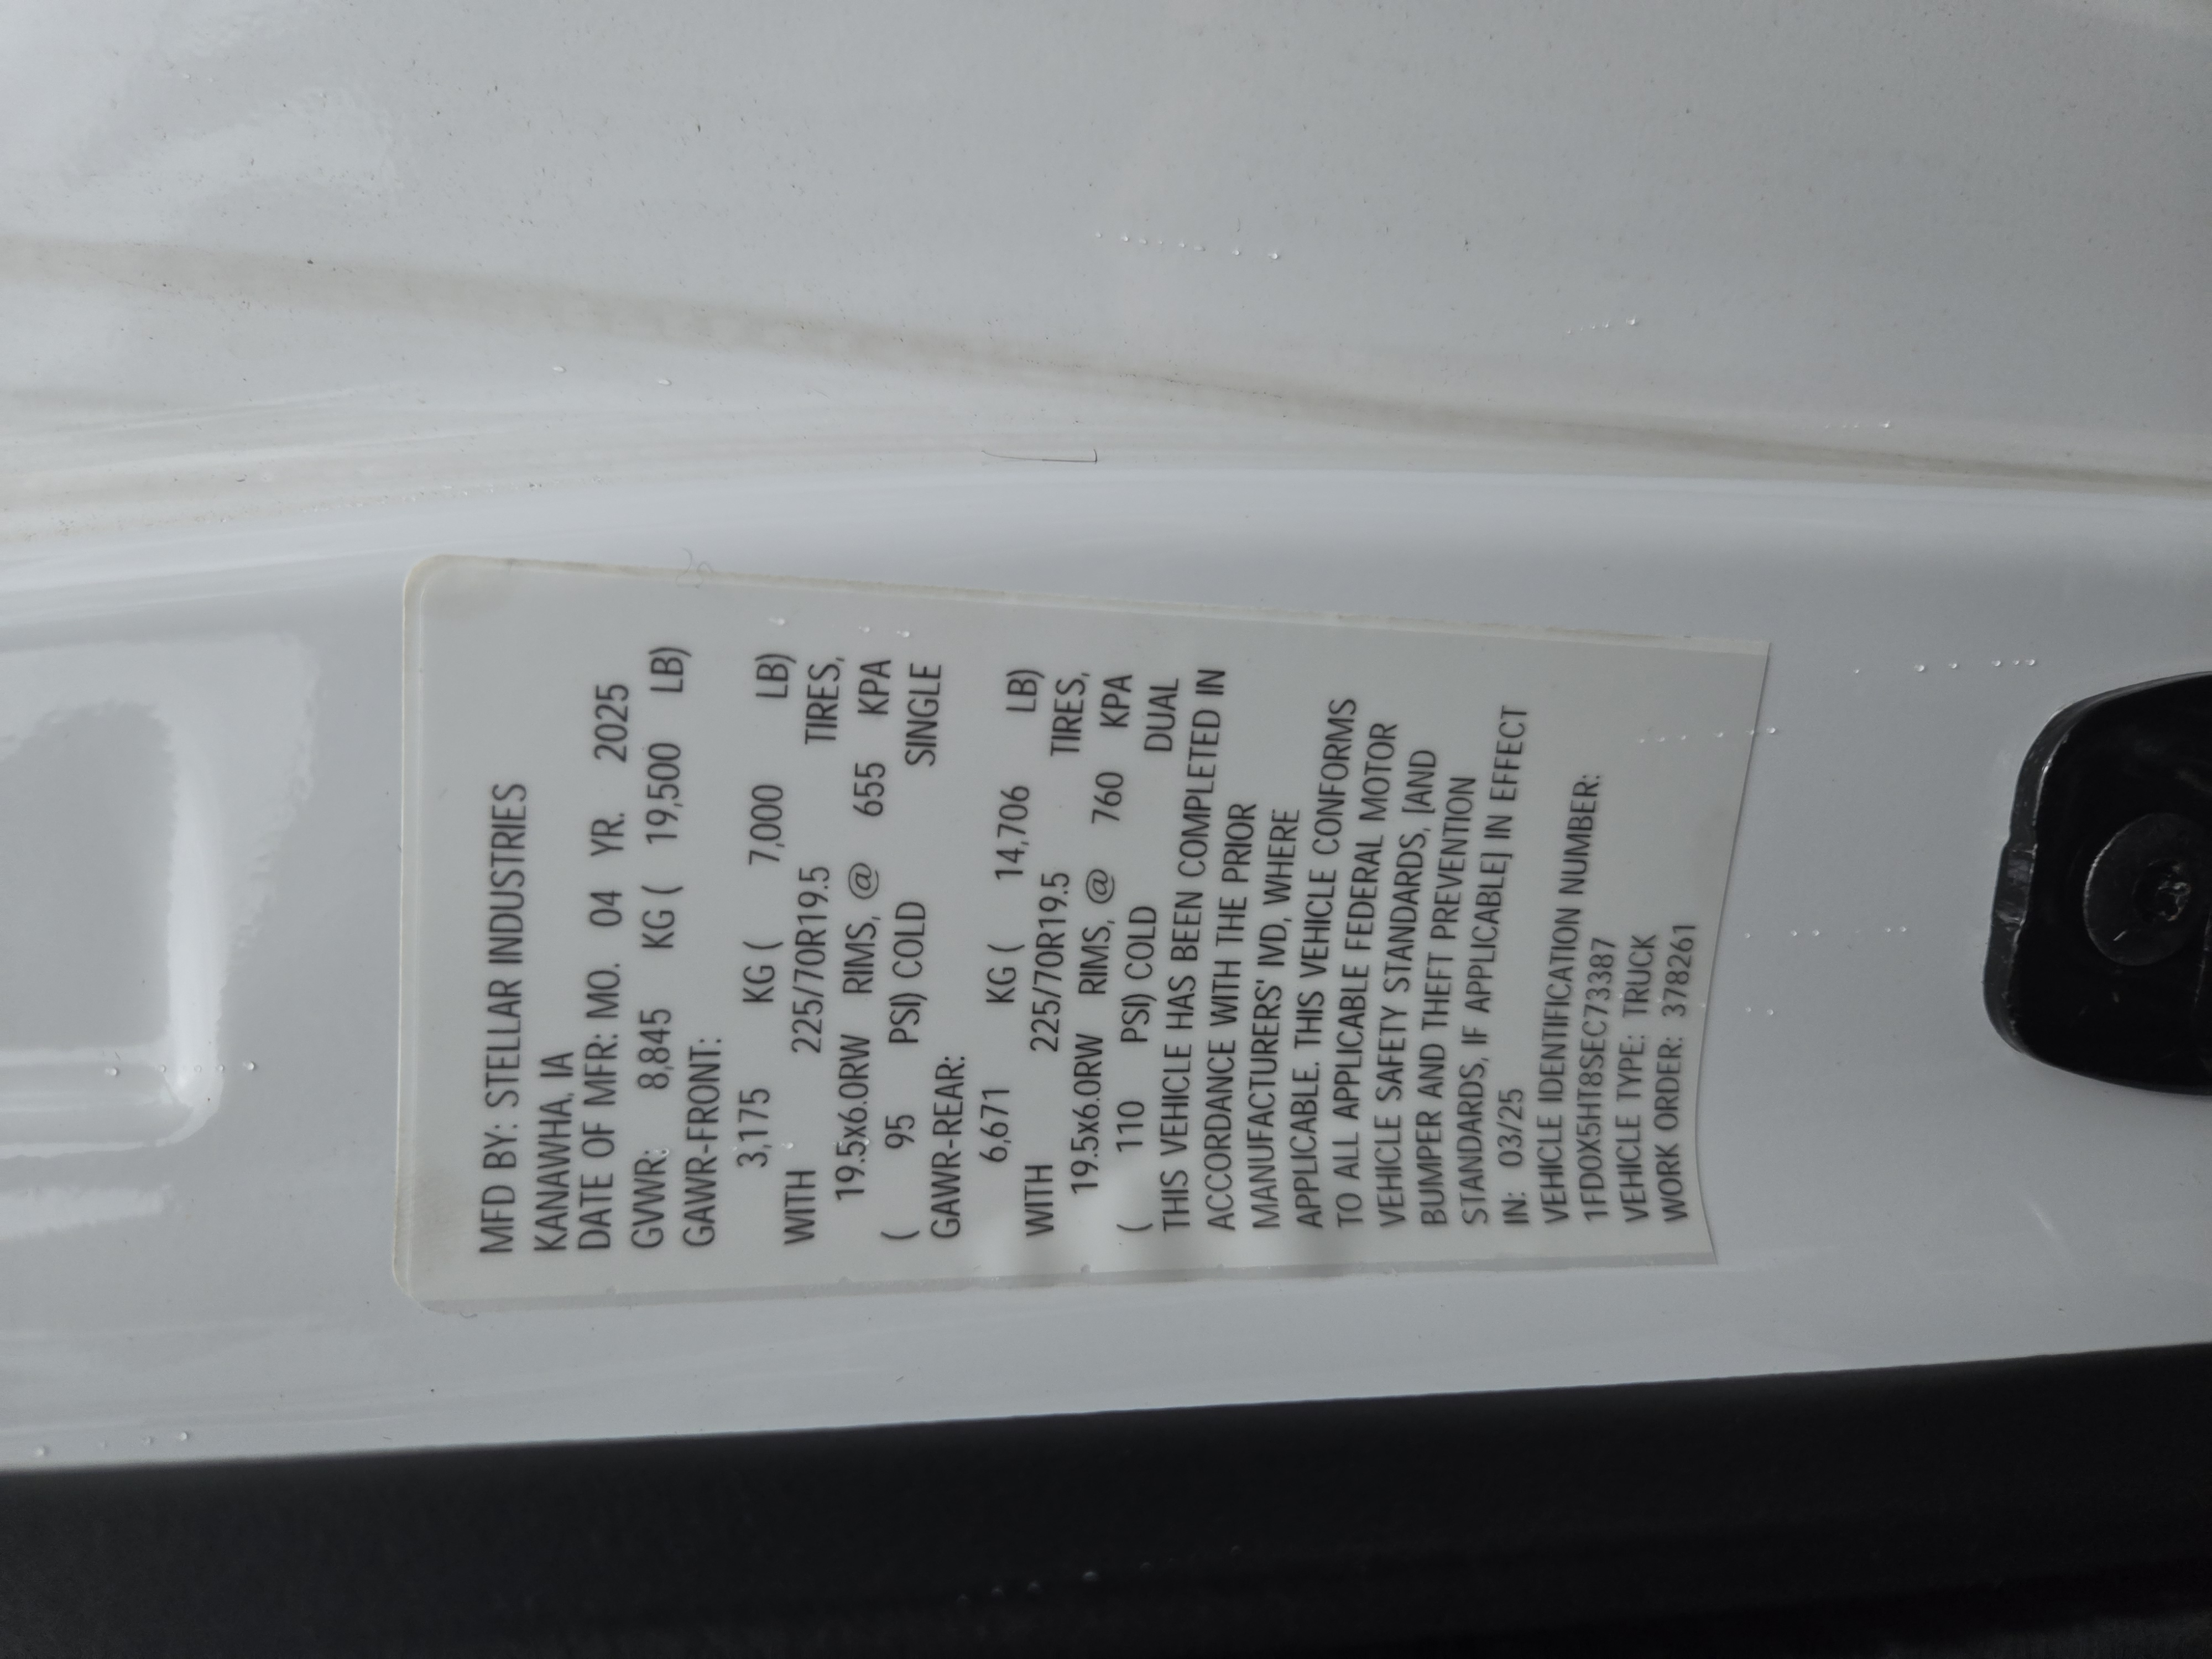 MFD BY: STELLAR INDUSTRIES
KANAWHA, IA
DATE OF MFR: MO. 04 YR. 2025
GVWR: 8,845 KG ( 19,500 LB)
GAWR-FRONT:
3,175 KG ( 7,000 LB)
WITH 225/70R19.5 TIRES,
19.5x6.0RW RIMS, @ 655 KPA
( 95 PSI) COLD SINGLE
GAWR-REAR:
6,671 KG ( 14,706 LB)
WITH 225/70R19.5 TIRES,
19.5x6.0RW RIMS, @ 760 KPA
( 110 PSI) COLD DUAL
THIS VEHICLE HAS BEEN COMPLETED IN
ACCORDANCE WITH THE PRIOR
MANUFACTURERS' IVD, WHERE
APPLICABLE. THIS VEHICLE CONFORMS
TO ALL APPLICABLE FEDERAL MOTOR
VEHICLE SAFETY STANDARDS, [AND
BUMPER AND THEFT PREVENTION
STANDARDS, IF APPLICABLE] IN EFFECT
IN: 03/25
VEHICLE IDENTIFICATION NUMBER:
1FD0X5HT8SEC73387
VEHICLE TYPE: TRUCK
WORK ORDER: 378261